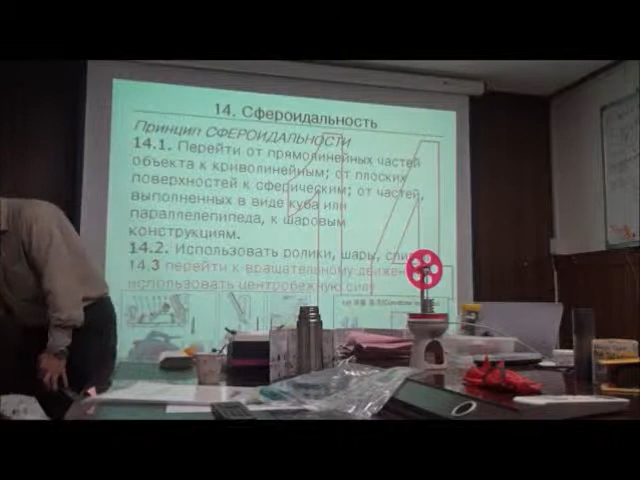 14. Сфероидальность
Принцип СФЕРОИДАЛЬНОСТИ
14.1. Перейти от прямолинейных частей
объекта к криволинейным; от плоских
поверхностей к сферическим; от частей,
выполненных в виде куба или
параллелепипеда, к шаровым
конструкциям.
14.2. Использовать ролики, шары,
14.3 перейти к вращательному
использовать центробежную силу
14